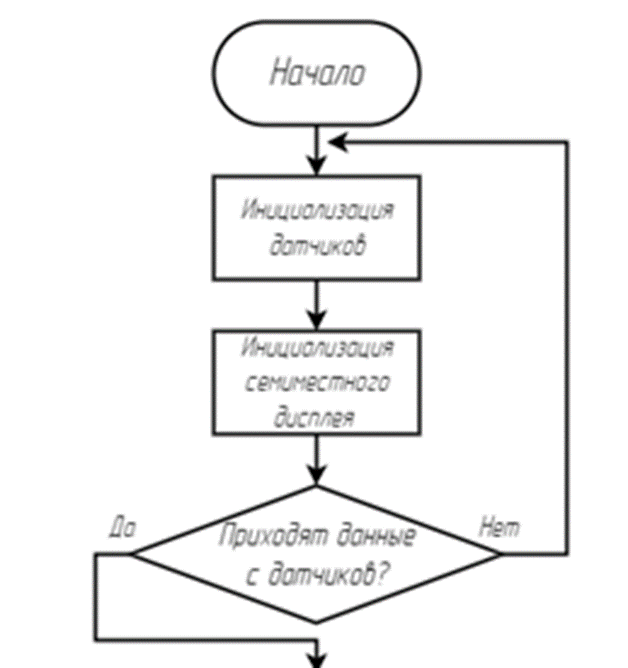 Начало
Инициализация
датчиков
Инициализация
семиместного
дисплея
Да
Нет
Приходят данные
с датчиков?